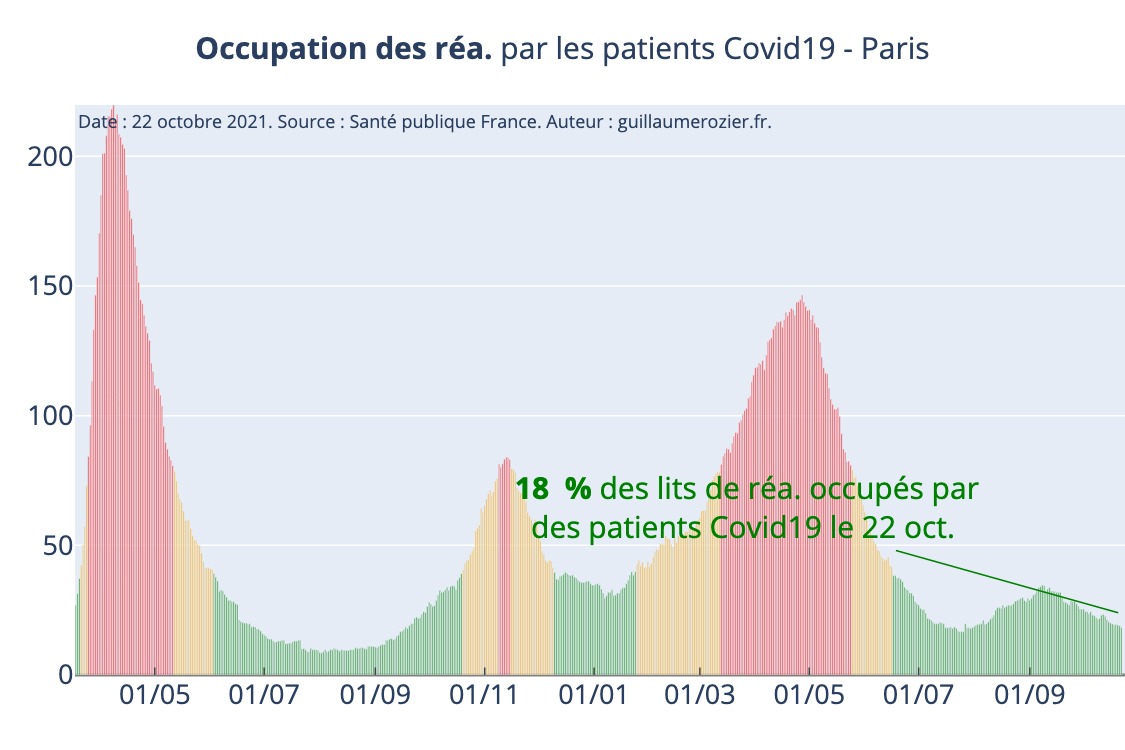 Occupation des réa. par les patients Covid19 - Paris
Date : 22 octobre 2021. Source : Santé publique France. Auteur : guillaumerozier.fr.
200
150
100
18 % des lits de réa. occupés par
des patients Covid19 le 22 oct.
50
0
01/05 01/07 01/09 01/11 01/01 01/03 01/05 01/07 01/09